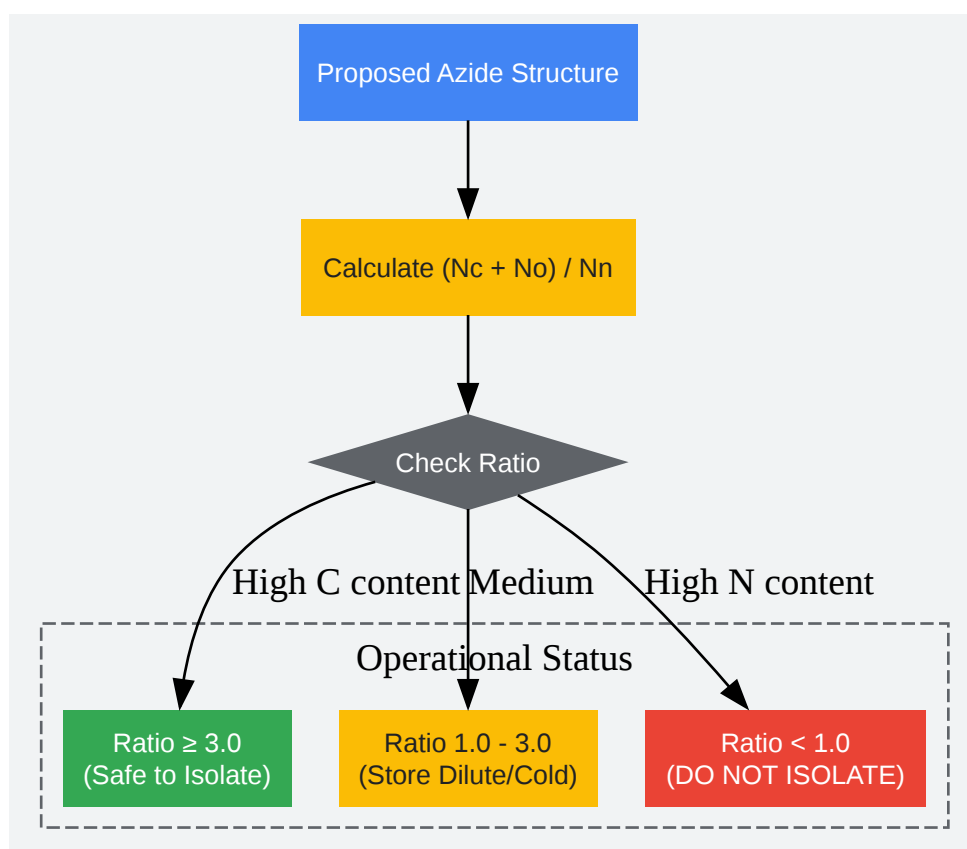 Proposed Azide Structure
Calculate (Nc + No) / Nn
Check Ratio
High C content
Medium
High N content
Operational Status
Ratio ≥ 3.0
(Safe to Isolate)
Ratio 1.0 - 3.0
(Store Dilute/Cold)
Ratio < 1.0
(DO NOT ISOLATE)